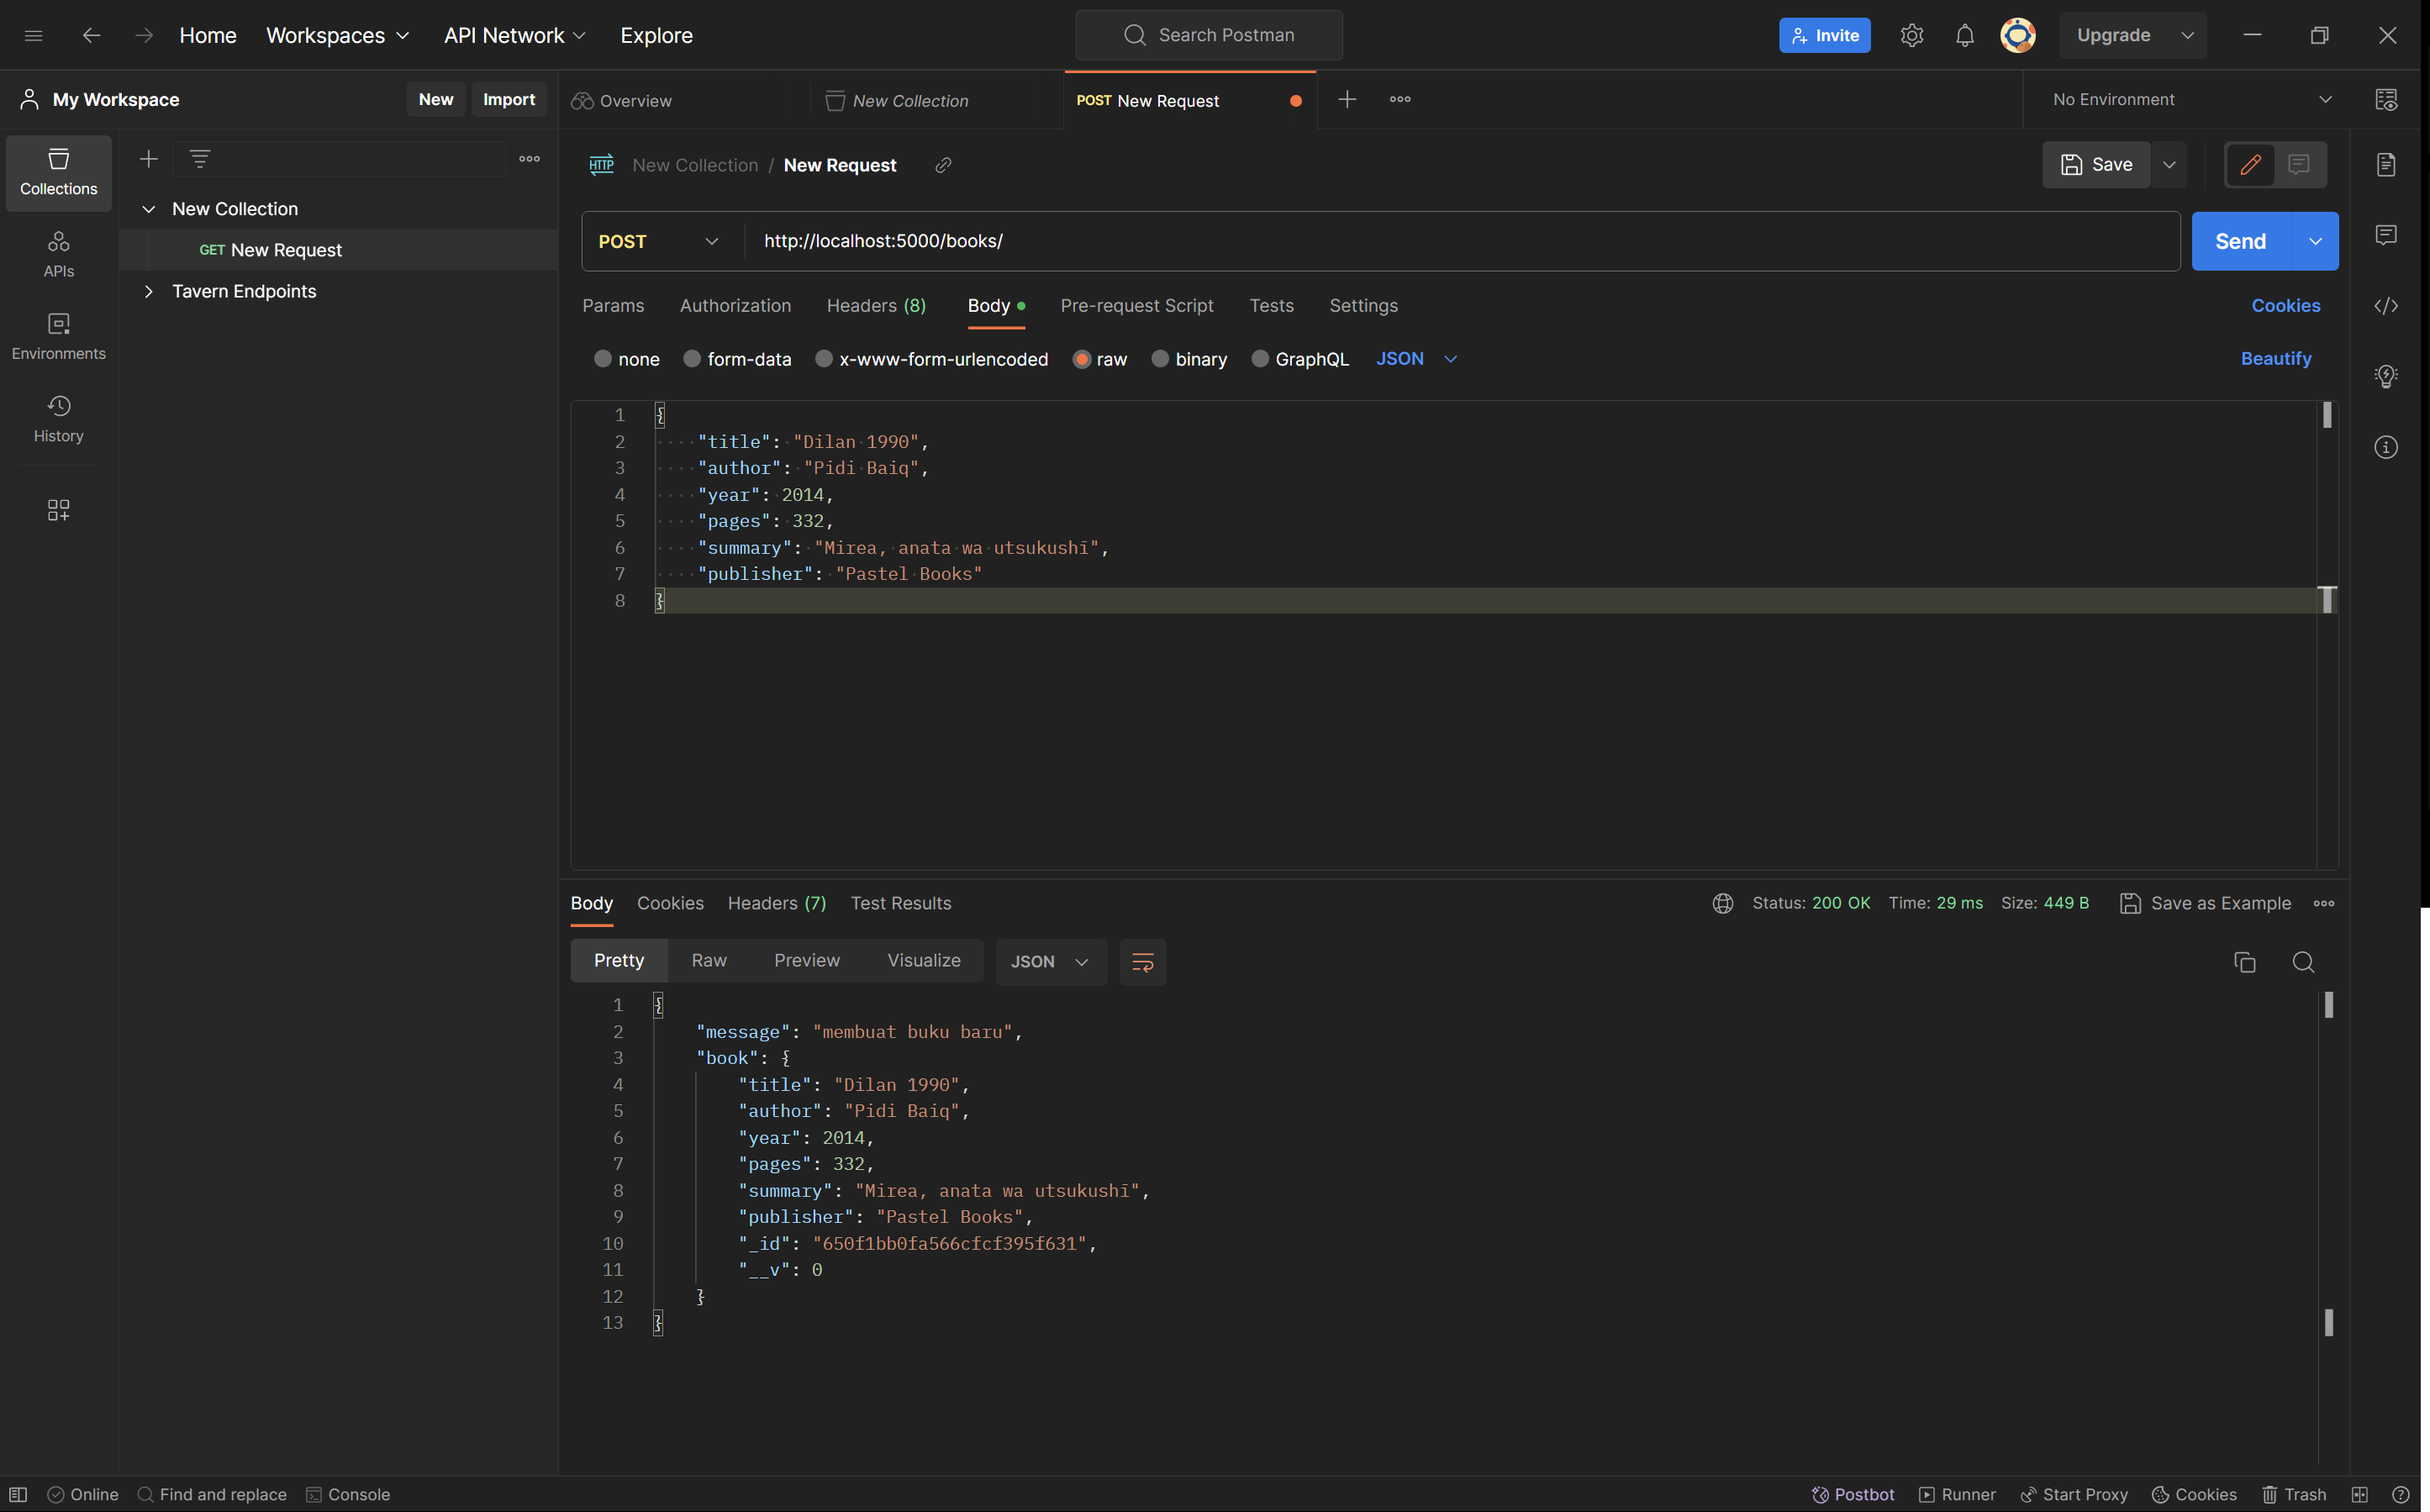 Home Workspaces API Network Explore Search Postman Invite Upgrade
My Workspace New Import Overview New Collection POST New Request No Environment
Collections
APIs
Environments
History
New Collection
GET New Request
Tavern Endpoints
HTTP New Collection / New Request Save
POST http://localhost:5000/books/ Send
Params Authorization Headers (8) Body Pre-request Script Tests Settings Cookies
none form-data x-www-form-urlencoded raw binary GraphQL JSON Beautify
1 {
2 "title": "Dilan 1990",
3 "author": "Pidi Baiq",
4 "year": 2014,
5 "pages": 332,
6 "summary": "Mirea, anata wa utsukushī",
7 "publisher": "Pastel Books"
8 }
Body Cookies Headers (7) Test Results Status: 200 OK Time: 29 ms Size: 449 B Save as Example
Pretty Raw Preview Visualize JSON
1 {
2 "message": "membuat buku baru",
3 "book": {
4 "title": "Dilan 1990",
5 "author": "Pidi Baiq",
6 "year": 2014,
7 "pages": 332,
8 "summary": "Mirea, anata wa utsukushī",
9 "publisher": "Pastel Books",
10 "_id": "650f1bb0fa566cfcf395f631",
11 "__v": 0
12 }
13 }
Online Find and replace Console Postbot Runner Start Proxy Cookies Trash